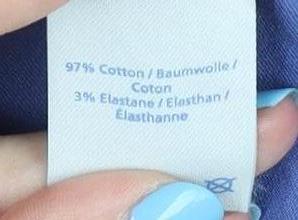 97% Cotton / Baumwolle /
Coton
3% Elastane / Elasthan /
Élasthanne